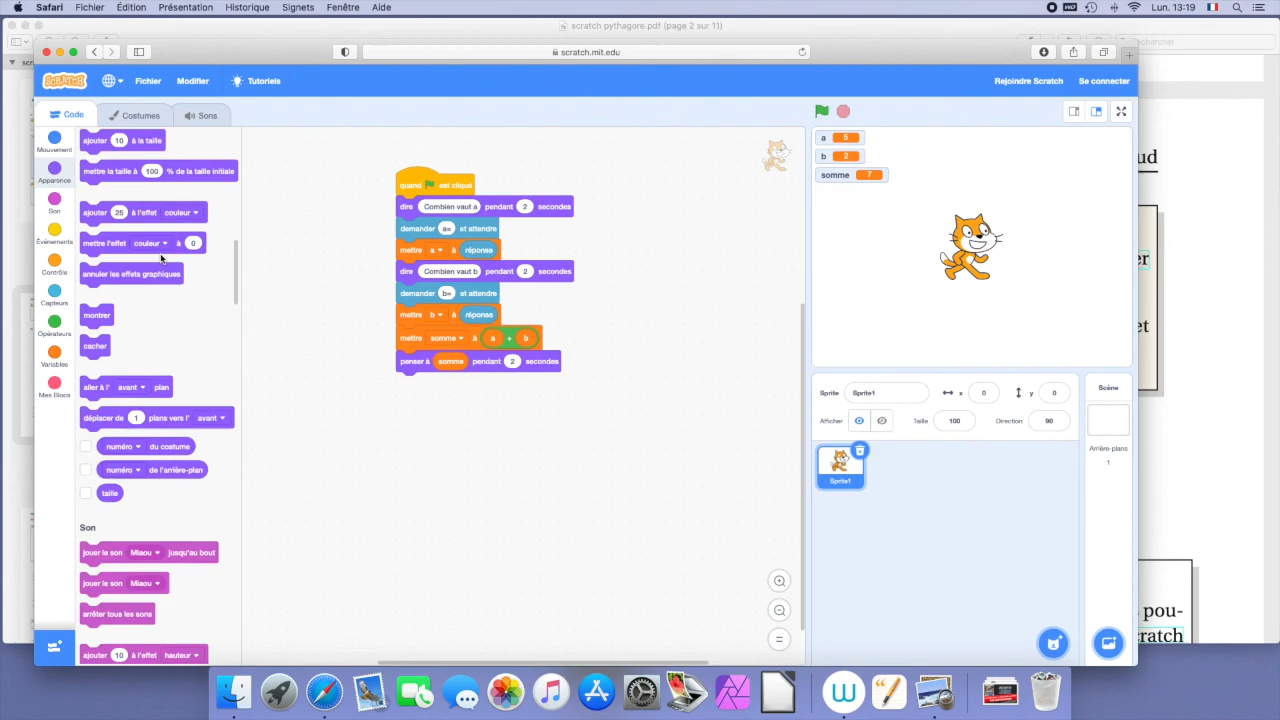 Safari Fichier Édition Présentation Historique Signets Fenêtre Aide Lun. 13:19
scratch pythagore.pdf (page 2 sur 11)
scratch.mit.edu
SCRATCH Fichier Modifier Tutoriels Rejoindre Scratch Se connecter
Code Costumes Sons
Mouvement
Apparence
Son
Événements
Contrôle
Capteurs
Opérateurs
Variables
Mes Blocs
ajouter 10 à la taille
mettre la taille à 100 % de la taille initiale
ajouter 25 à l'effet couleur
mettre l'effet couleur à 0
annuler les effets graphiques
montrer
cacher
aller à l' avant plan
déplacer de 1 plans vers l' avant
numéro du costume
numéro de l'arrière-plan
taille
Son
jouer le son Miaou jusqu'au bout
jouer le son Miaou
arrêter tous les sons
ajouter 10 à l'effet hauteur
quand est cliqué
dire Combien vaut a pendant 2 secondes
demander a= et attendre
mettre a à réponse
dire Combien vaut b pendant 2 secondes
demander b= et attendre
mettre b à réponse
mettre somme à a + b
penser à somme pendant 2 secondes
a 5
b 2
somme 7
Sprite Sprite1 x 0 y 0
Afficher Taille 100 Direction 90
Sprite1
Scène
Arrière-plans
1
ud
er
et
pou-
cratch